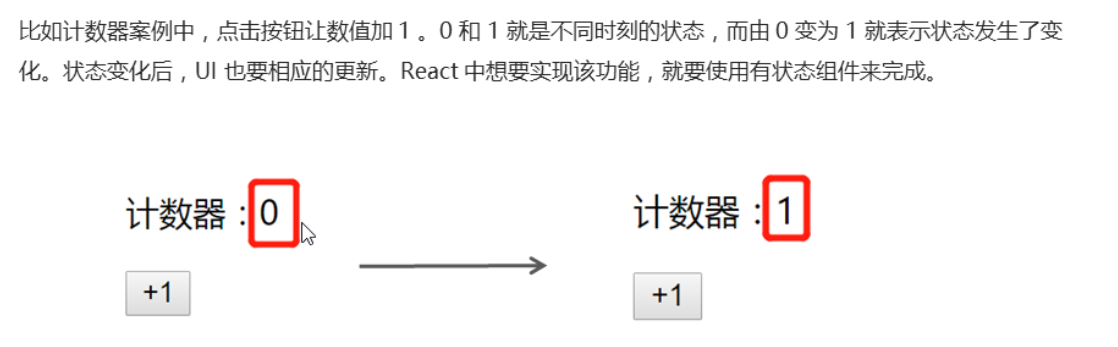 比如计数器案例中，点击按钮让数值加 1 。0 和 1 就是不同时刻的状态，而由 0 变为 1 就表示状态发生了变
化。状态变化后，UI 也要相应的更新。React 中想要实现该功能，就要使用有状态组件来完成。
计数器：0
计数器：1
+1
+1